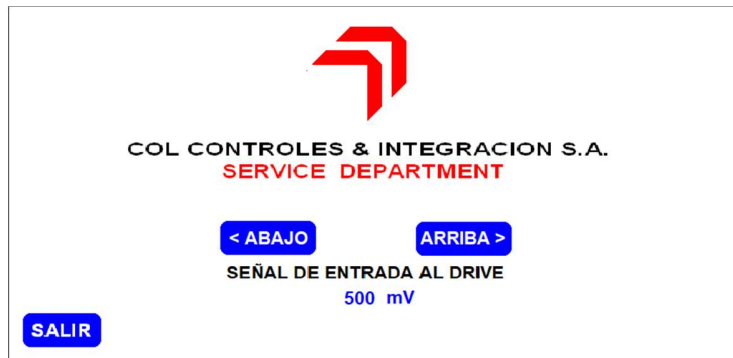 COL CONTROLES & INTEGRACION S.A.
SERVICE DEPARTMENT
< ABAJO ARRIBA >
SEÑAL DE ENTRADA AL DRIVE
500 mV
SALIR